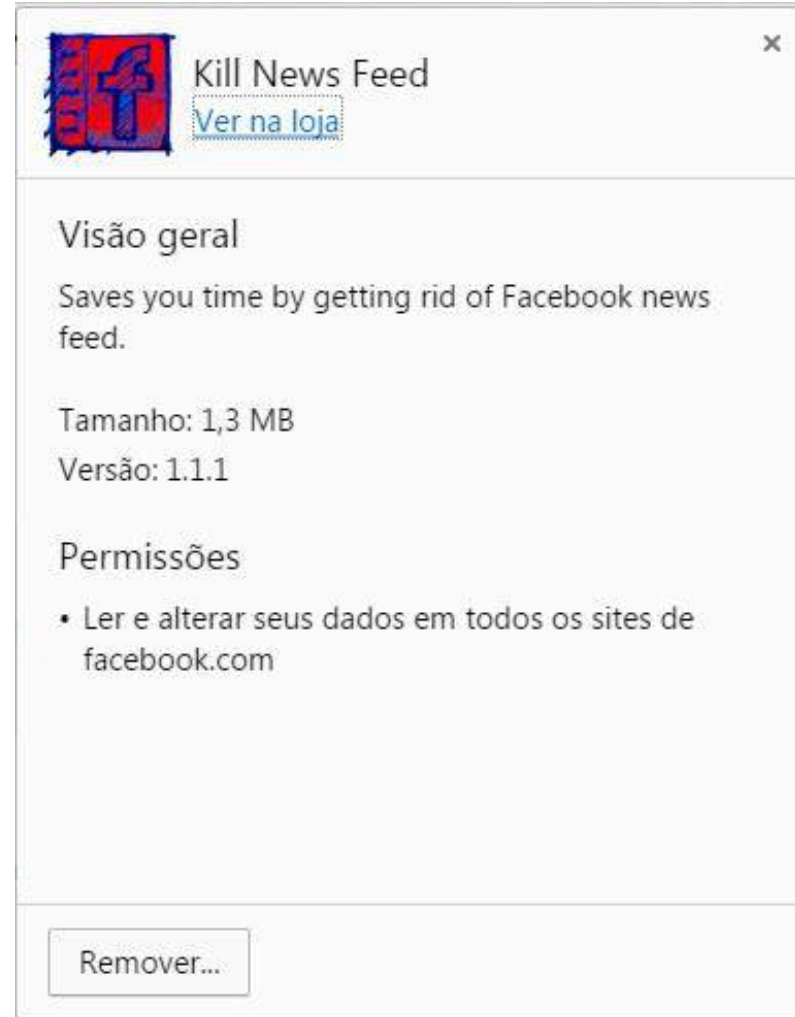 Kill News Feed
Ver na loja
Visão geral
Saves you time by getting rid of Facebook news
feed.
Tamanho: 1,3 MB
Versão: 1.1.1
Permissões
• Ler e alterar seus dados em todos os sites de
facebook.com
Remover...